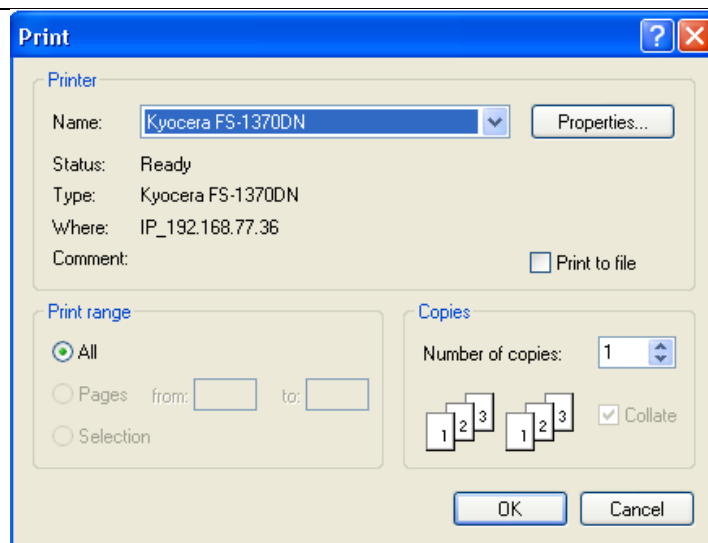 Print
Printer
Name: Kyocera FS-1370DN Properties...
Status: Ready
Type: Kyocera FS-1370DN
Where: IP_192.168.77.36
Comment: Print to file
Print range
All
Pages from: to:
Selection
Copies
Number of copies: 1
1 2 3 1 2 3 Collate
OK Cancel